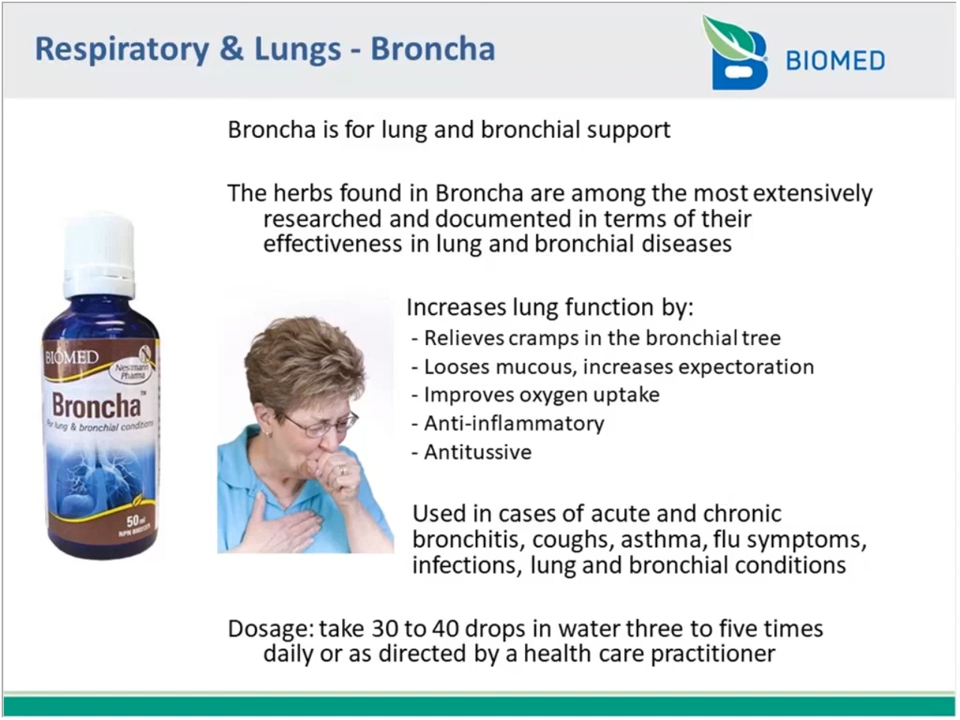 Respiratory & Lungs - Broncha
BIOMED
Broncha is for lung and bronchial support
The herbs found in Broncha are among the most extensively
researched and documented in terms of their
effectiveness in lung and bronchial diseases
Increases lung function by:
- Relieves cramps in the bronchial tree
- Looses mucous, increases expectoration
- Improves oxygen uptake
- Anti-inflammatory
- Antitussive
Used in cases of acute and chronic
bronchitis, coughs, asthma, flu symptoms,
infections, lung and bronchial conditions
Dosage: take 30 to 40 drops in water three to five times
daily or as directed by a health care practitioner
BIOMED
Nestmann
Pharma
Broncha™
For lung & bronchial conditions
50 ml
NPN